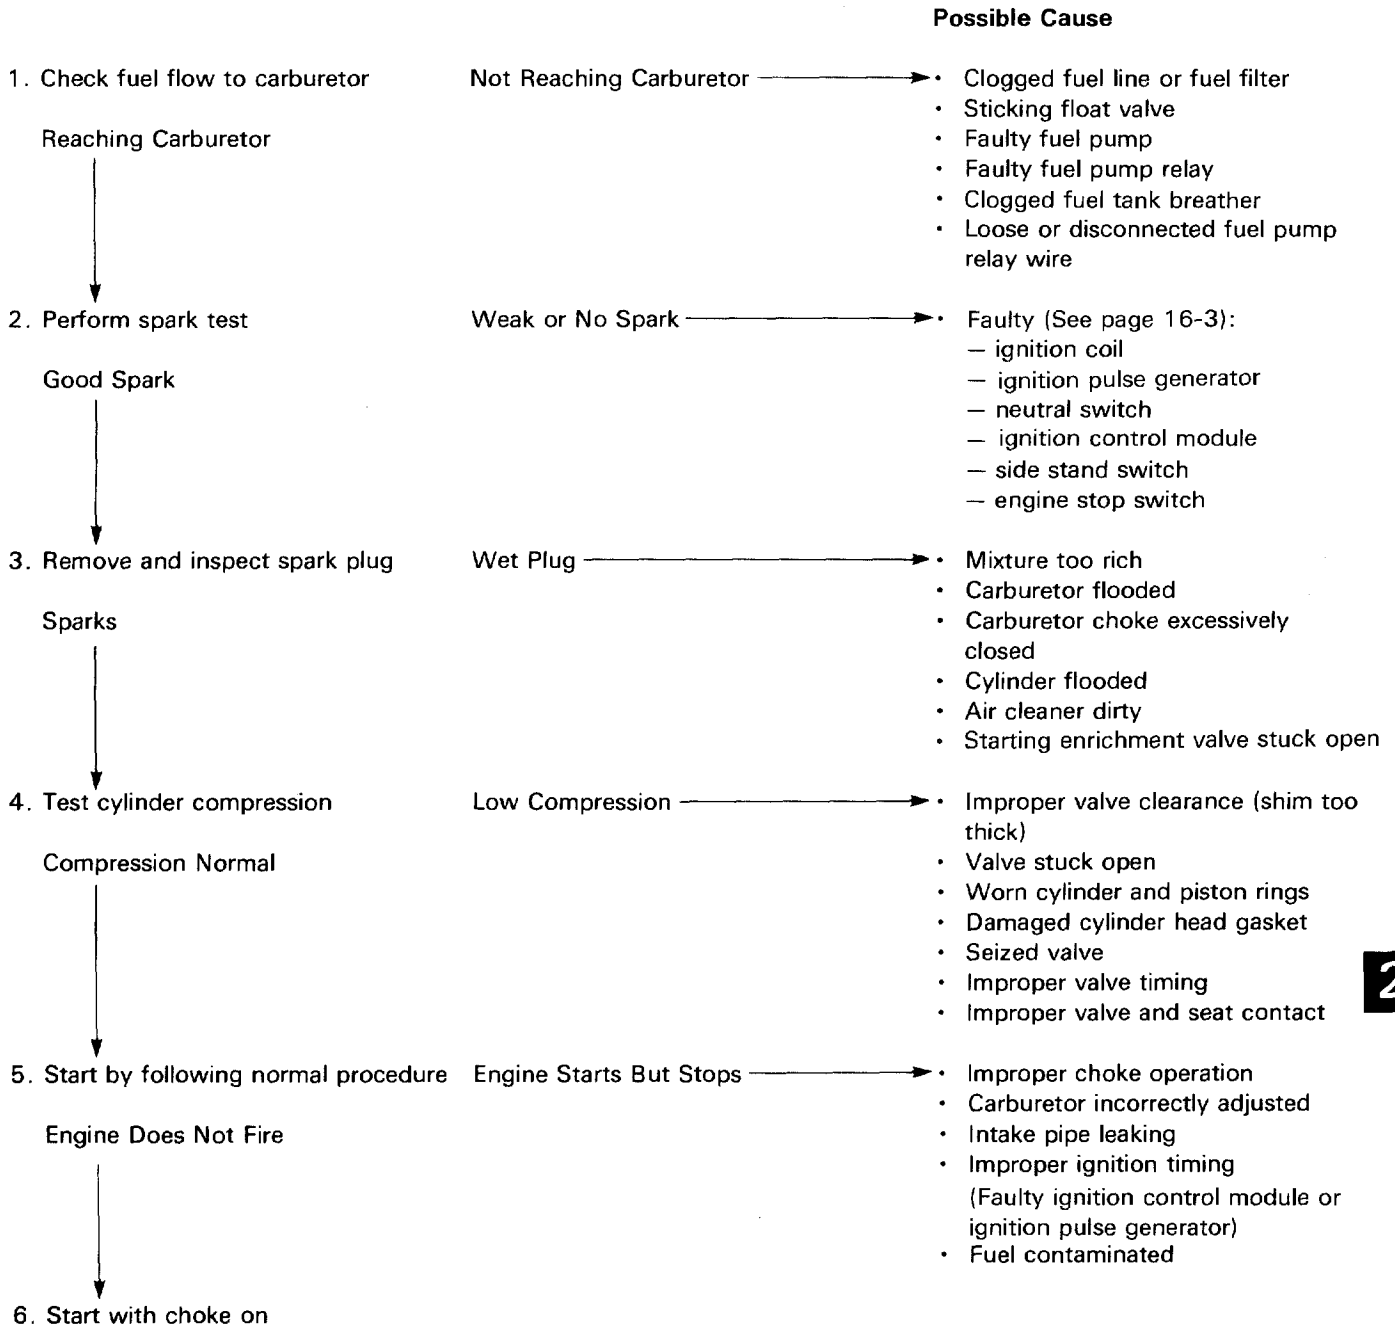 Possible Cause
1. Check fuel flow to carburetor
Not Reaching Carburetor
• Clogged fuel line or fuel filter
• Sticking float valve
Reaching Carburetor
• Faulty fuel pump
• Faulty fuel pump relay
• Clogged fuel tank breather
• Loose or disconnected fuel pump
relay wire
2. Perform spark test
Weak or No Spark
• Faulty (See page 16-3):
— ignition coil
Good Spark
— ignition pulse generator
— neutral switch
— ignition control module
— side stand switch
— engine stop switch
3. Remove and inspect spark plug
Wet Plug
• Mixture too rich
• Carburetor flooded
Sparks
• Carburetor choke excessively
closed
• Cylinder flooded
• Air cleaner dirty
• Starting enrichment valve stuck open
4. Test cylinder compression
Low Compression
• Improper valve clearance (shim too
thick)
Compression Normal
• Valve stuck open
• Worn cylinder and piston rings
• Damaged cylinder head gasket
• Seized valve
• Improper valve timing
• Improper valve and seat contact
2
5. Start by following normal procedure
Engine Starts But Stops
• Improper choke operation
• Carburetor incorrectly adjusted
Engine Does Not Fire
• Intake pipe leaking
• Improper ignition timing
(Faulty ignition control module or
ignition pulse generator)
• Fuel contaminated
6. Start with choke on